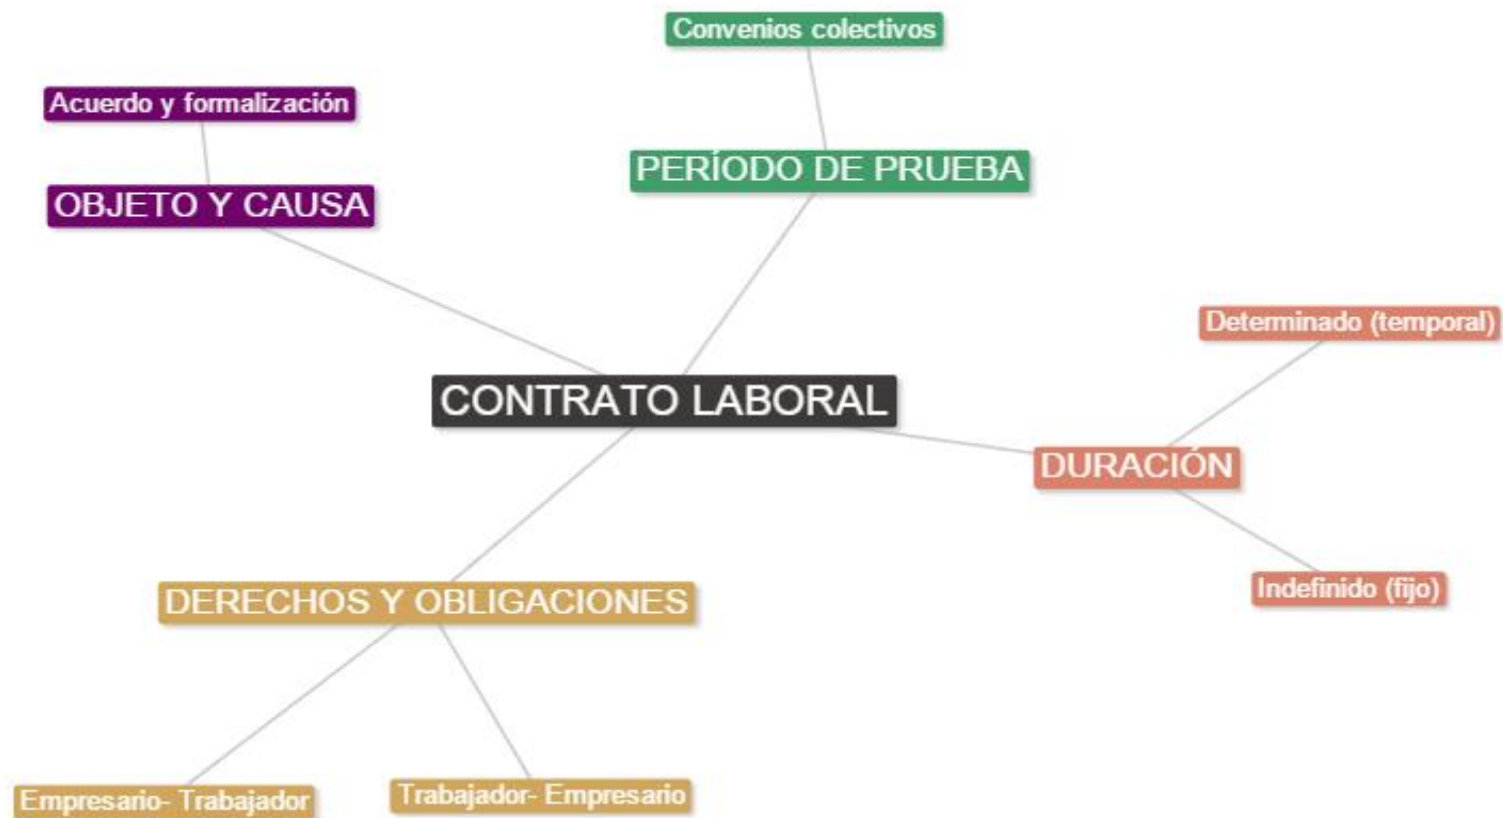 Convenios colectivos
Acuerdo y formalización
PERÍODO DE PRUEBA
OBJETO Y CAUSA
Determinado (temporal)
CONTRATO LABORAL
DURACIÓN
Indefinido (fijo)
DERECHOS Y OBLIGACIONES
Empresario- Trabajador
Trabajador- Empresario